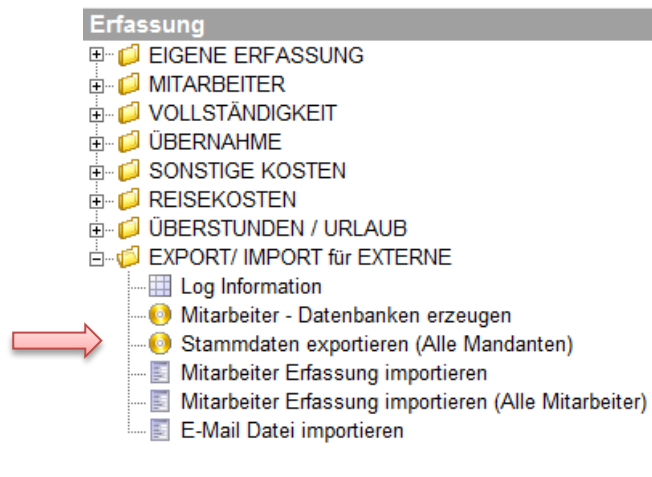 Erfassung
EIGENE ERFASSUNG
MITARBEITER
VOLLSTÄNDIGKEIT
ÜBERNAHME
SONSTIGE KOSTEN
REISEKOSTEN
ÜBERSTUNDEN / URLAUB
EXPORT/ IMPORT für EXTERNE
Log Information
Mitarbeiter - Datenbanken erzeugen
Stammdaten exportieren (Alle Mandanten)
Mitarbeiter Erfassung importieren
Mitarbeiter Erfassung importieren (Alle Mitarbeiter)
E-Mail Datei importieren